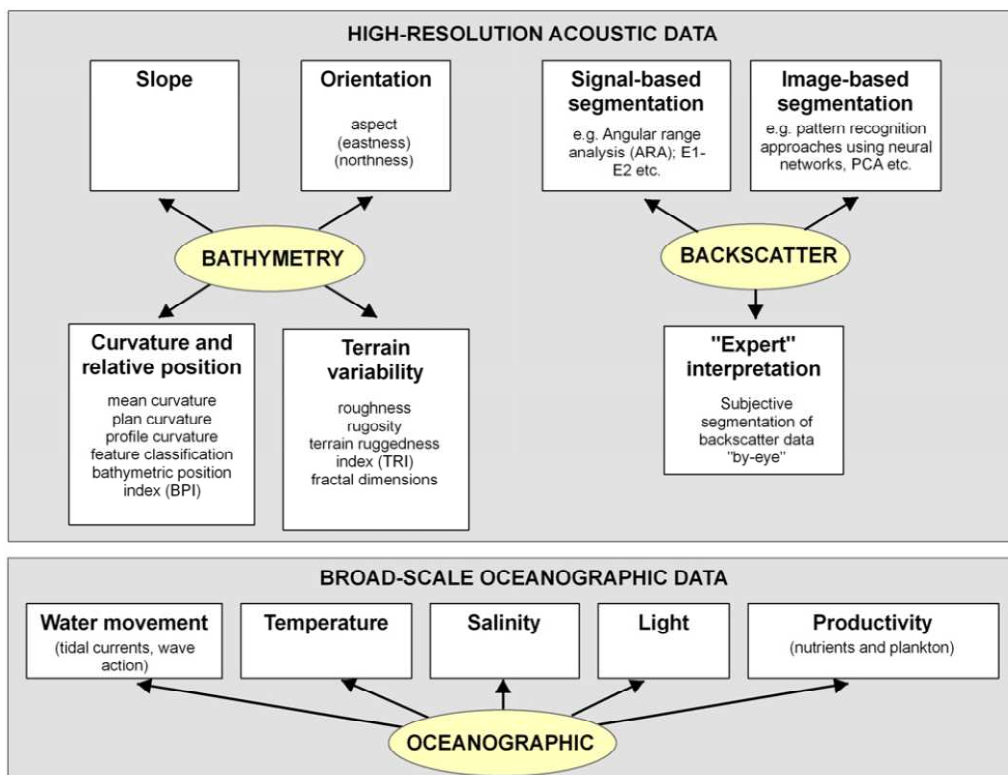 HIGH-RESOLUTION ACOUSTIC DATA
Slope
Orientation
aspect
(eastness)
(northness)
Signal-based
segmentation
e.g. Angular range
analysis (ARA); E1-
E2 etc.
Image-based
segmentation
e.g. pattern recognition
approaches using neural
networks, PCA etc.
BATHYMETRY
BACKSCATTER
Curvature and
relative position
mean curvature
plan curvature
profile curvature
feature classification
bathymetric position
index (BPI)
Terrain
variability
roughness
rugosity
terrain ruggedness
index (TRI)
fractal dimensions
"Expert"
interpretation
Subjective
segmentation of
backscatter data
"by-eye"
BROAD-SCALE OCEANOGRAPHIC DATA
Water movement
(tidal currents, wave
action)
Temperature
Salinity
Light
Productivity
(nutrients and plankton)
OCEANOGRAPHIC